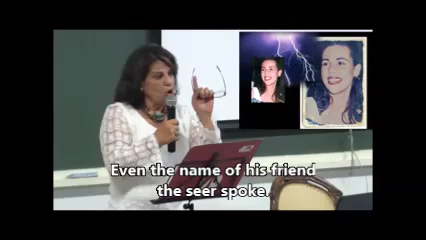 Even the name of his friend
the seer spoke.